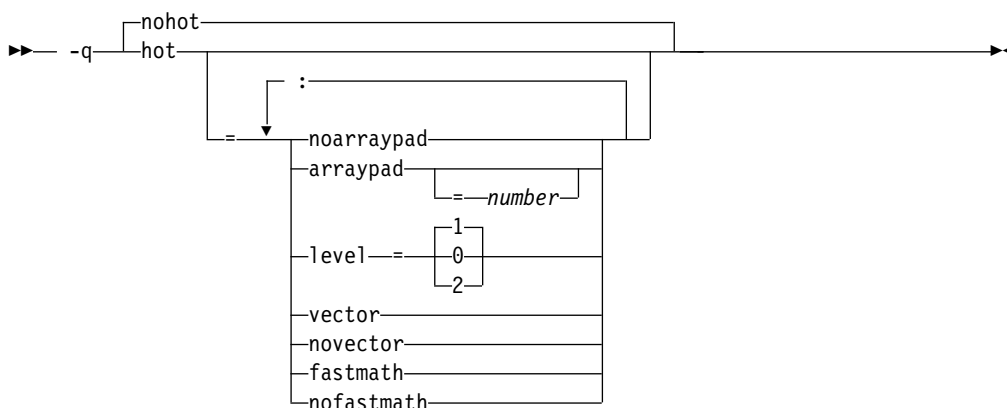 nohot
-q hot
:
= noarraypad
arraypad
= number
1
level = 0
2
vector
novector
fastmath
nofastmath